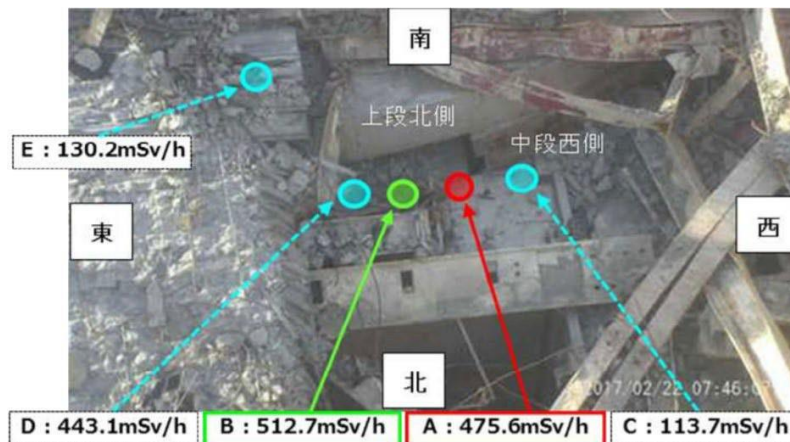 南
上段北側
中段西側
E：130.2mSv/h
東
西
北
2017/02/22 07:46:0
D：443.1mSv/h
B：512.7mSv/h
A：475.6mSv/h
C：113.7mSv/h